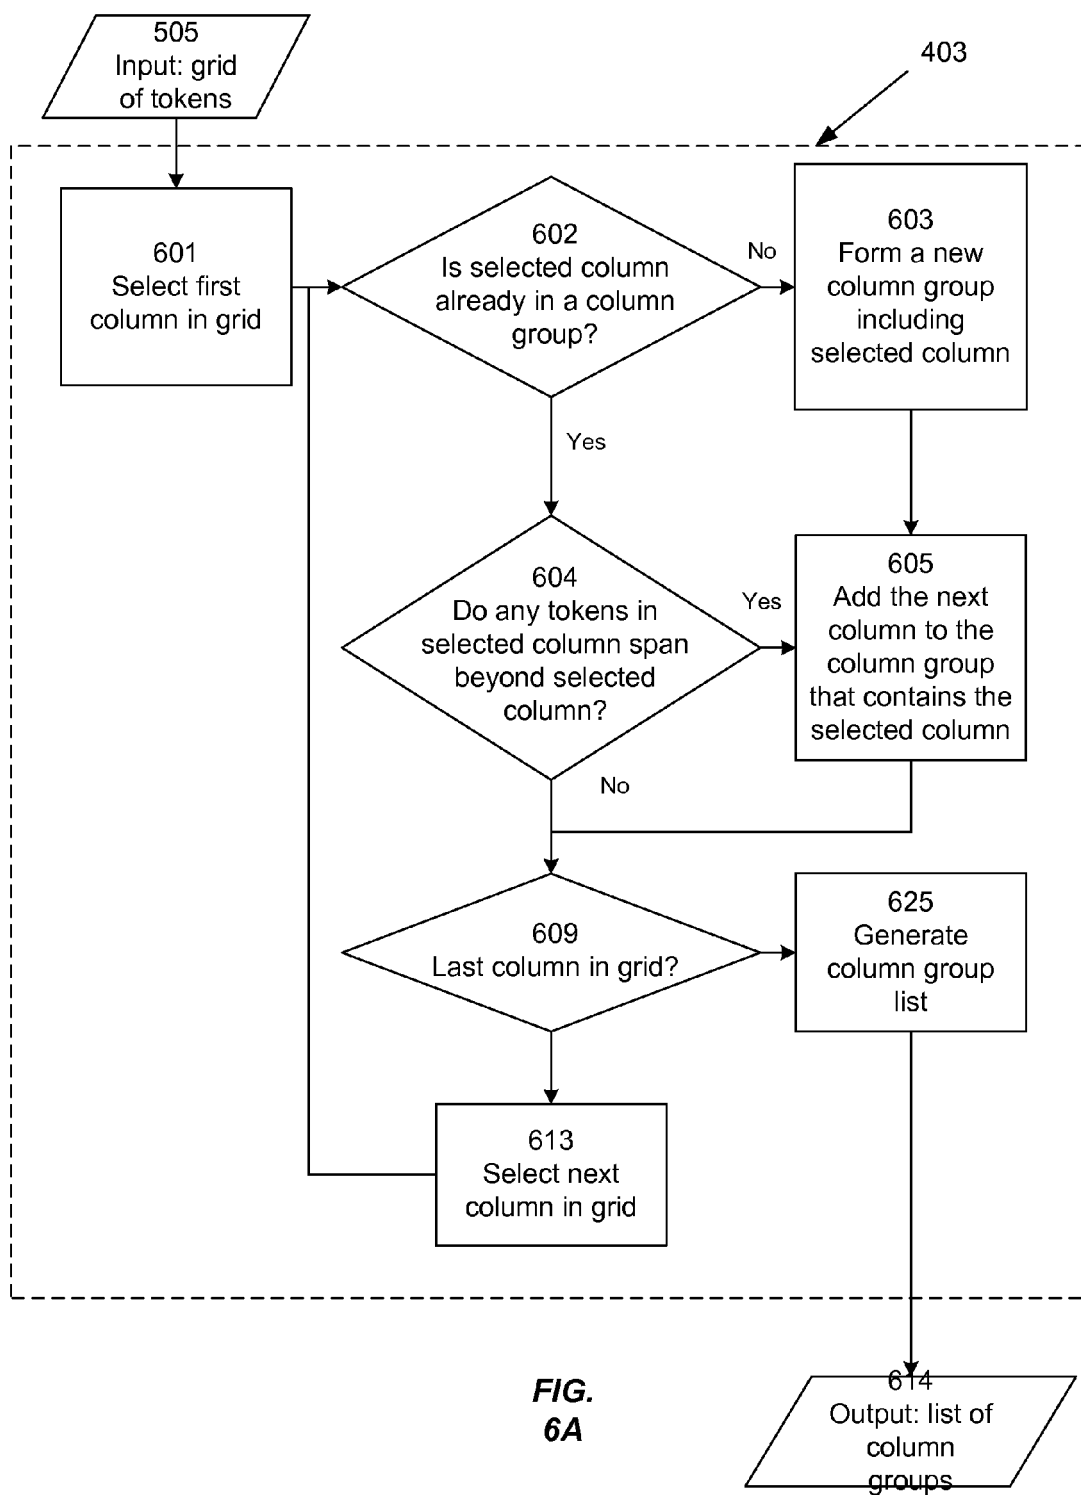 505
Input: grid
of tokens
403
601
Select first
column in grid
602
Is selected column
already in a column
group?
No
603
Form a new
column group
including
selected column
Yes
604
Do any tokens in
selected column span
beyond selected
column?
Yes
605
Add the next
column to the
column group
that contains the
selected column
No
609
Last column in grid?
625
Generate
column group
list
613
Select next
column in grid
614
Output: list of
column
groups
FIG.
6A